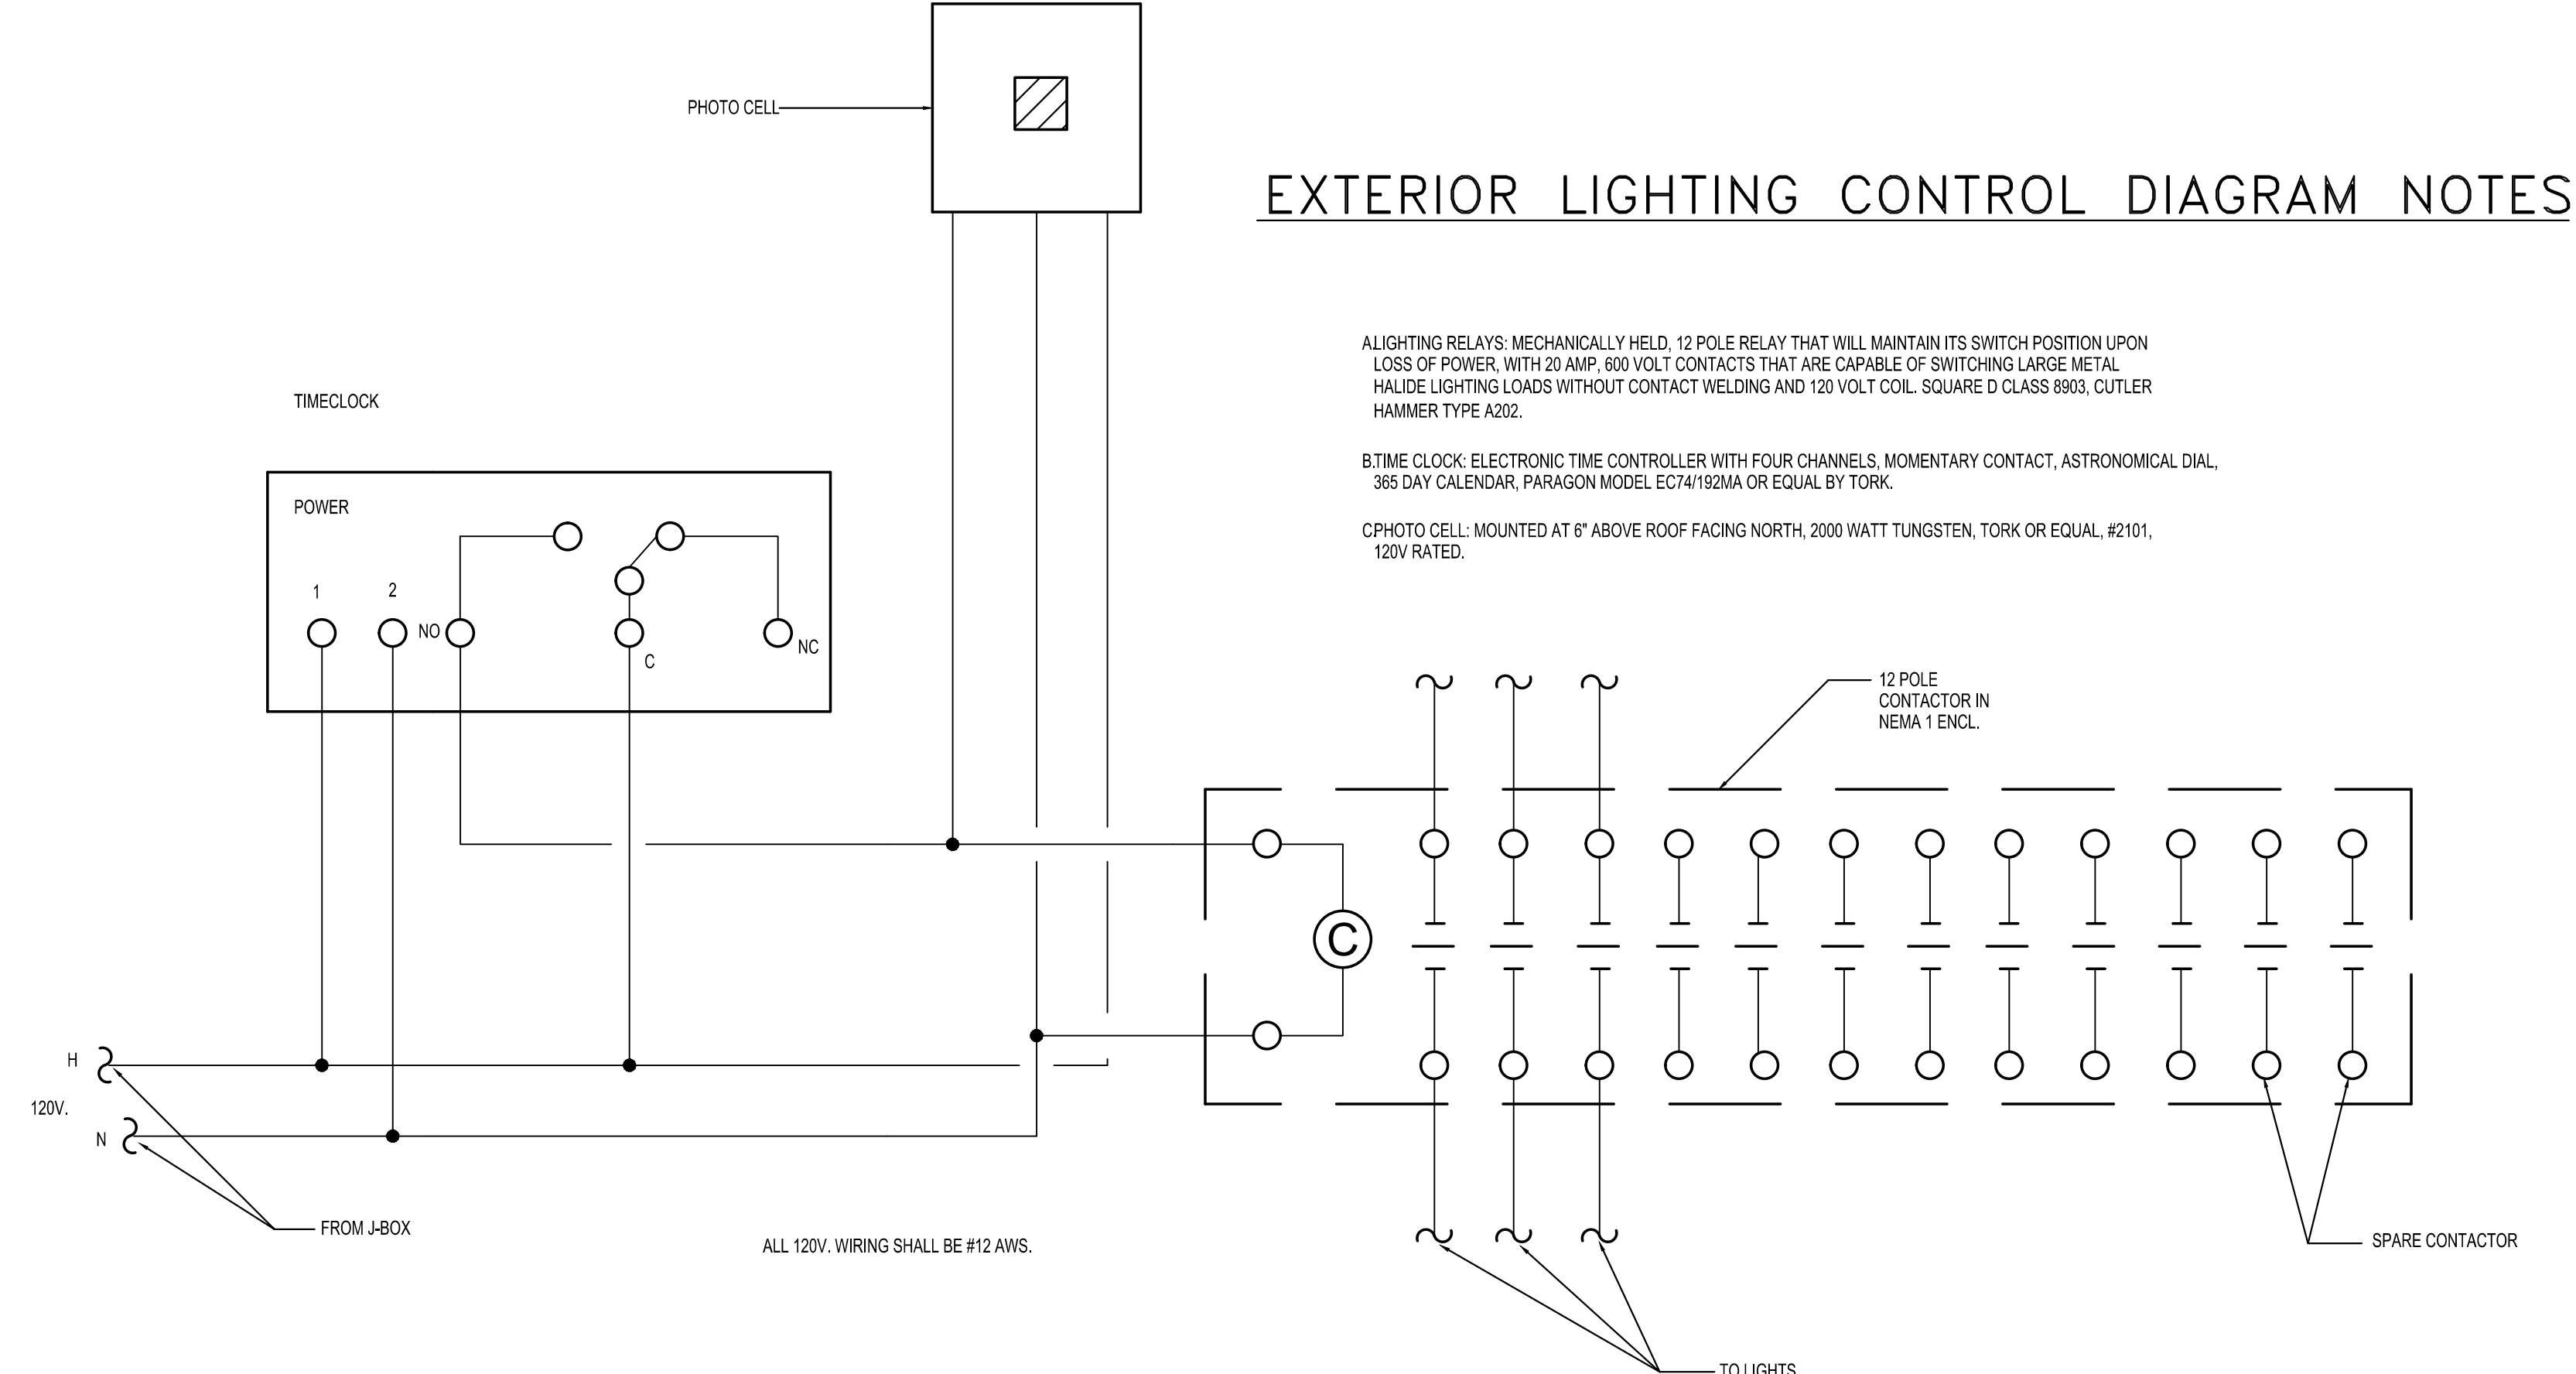 PHOTO CELL
EXTERIOR LIGHTING CONTROL DIAGRAM NOTES
A.LIGHTING RELAYS: MECHANICALLY HELD, 12 POLE RELAY THAT WILL MAINTAIN ITS SWITCH POSITION UPON
LOSS OF POWER, WITH 20 AMP, 600 VOLT CONTACTS THAT ARE CAPABLE OF SWITCHING LARGE METAL
HALIDE LIGHTING LOADS WITHOUT CONTACT WELDING AND 120 VOLT COIL. SQUARE D CLASS 8903, CUTLER
HAMMER TYPE A202.
B.TIME CLOCK: ELECTRONIC TIME CONTROLLER WITH FOUR CHANNELS, MOMENTARY CONTACT, ASTRONOMICAL DIAL,
365 DAY CALENDAR, PARAGON MODEL EC74/192MA OR EQUAL BY TORK.
C.PHOTO CELL: MOUNTED AT 6" ABOVE ROOF FACING NORTH, 2000 WATT TUNGSTEN, TORK OR EQUAL, #2101,
120V RATED.
TIMECLOCK
POWER
1
2
NO
C
NC
12 POLE
CONTACTOR IN
NEMA 1 ENCL.
C
H
120V.
N
FROM J-BOX
ALL 120V. WIRING SHALL BE #12 AWS.
SPARE CONTACTOR
TO LIGHTS